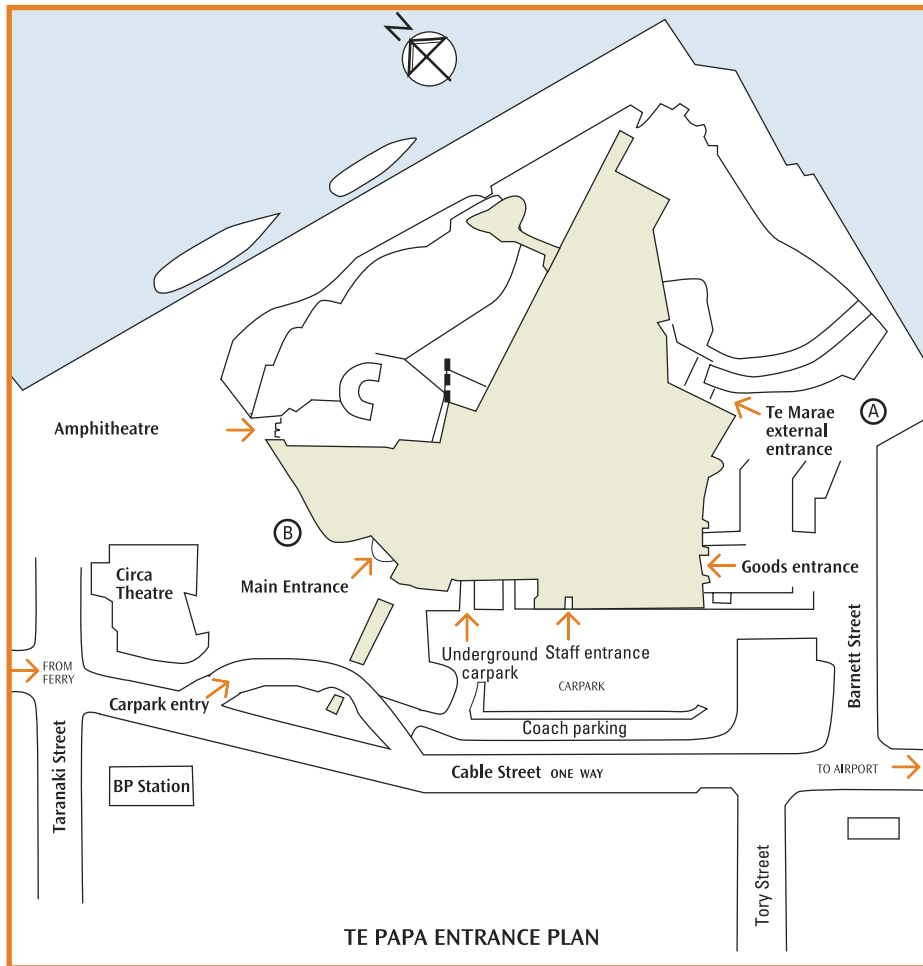 N
Amphitheatre
Te Marae
external
entrance
A
B
Main Entrance
Circa
Theatre
Goods entrance
Underground
carpark
Staff entrance
CARPARK
FROM
FERRY
Carpark entry
Coach parking
Barnett Street
Taranaki Street
BP Station
Cable Street ONE WAY
TO AIRPORT
Tory Street
TE PAPA ENTRANCE PLAN